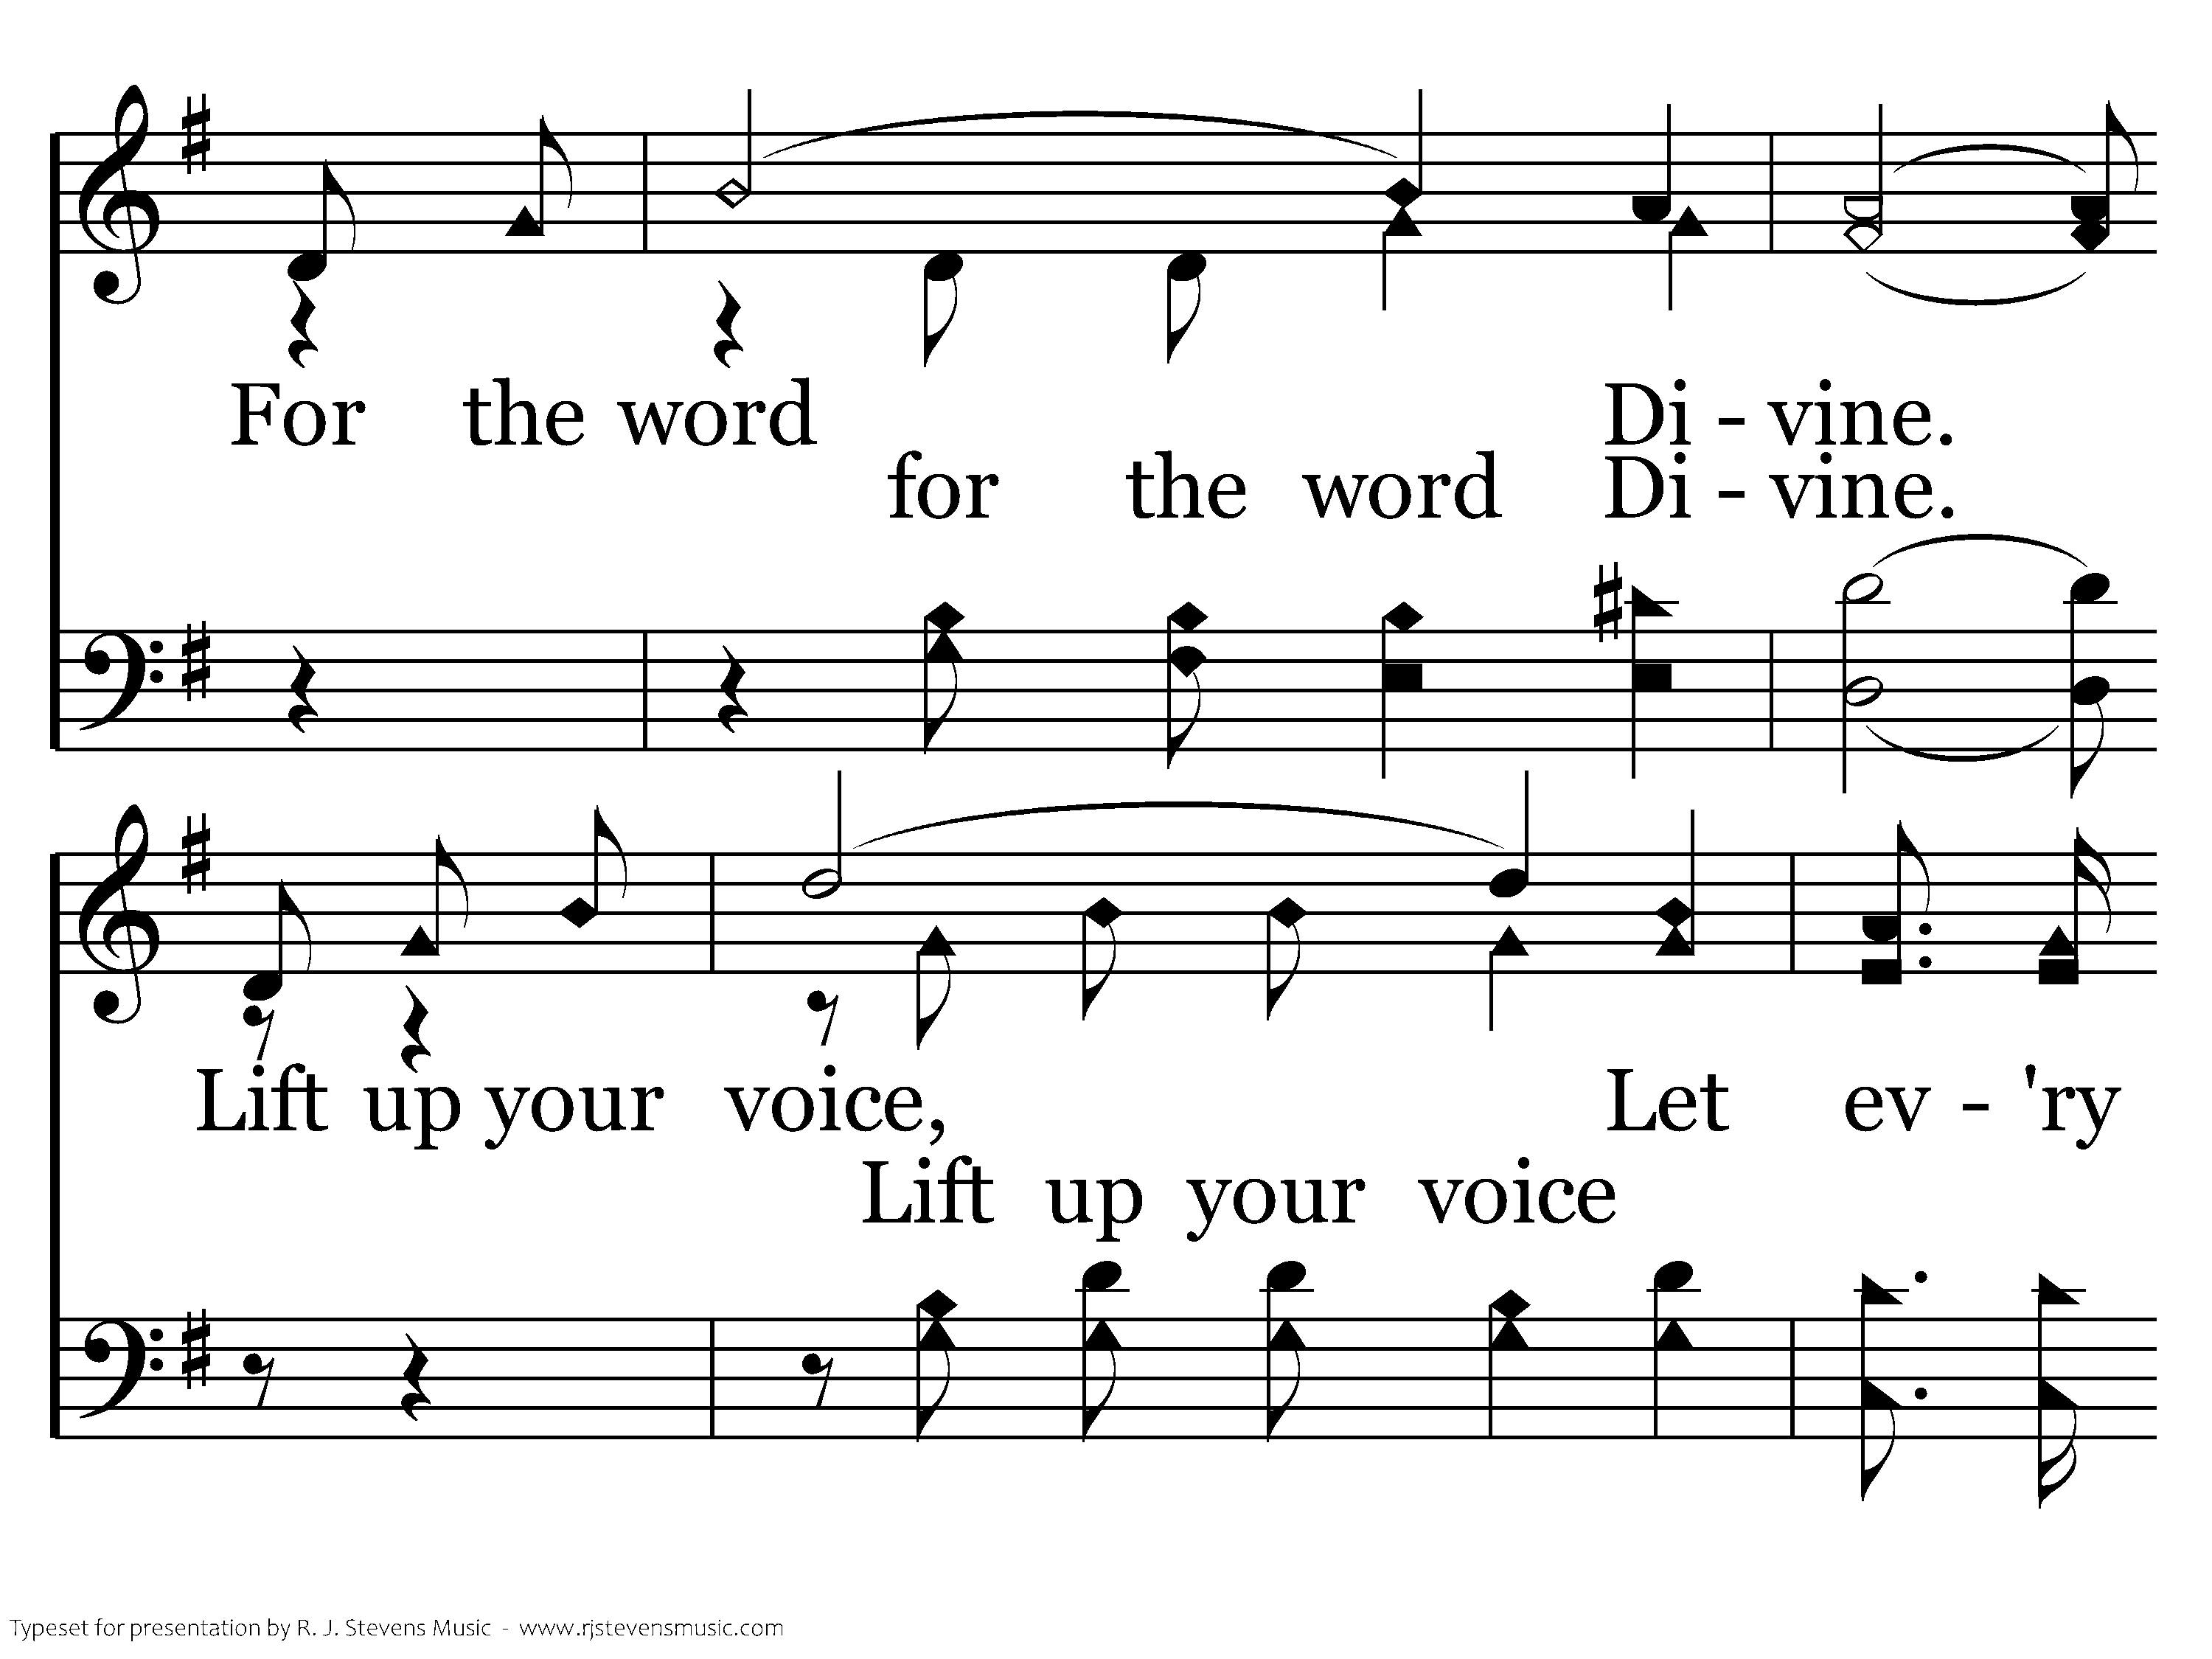 For the word Di - vine.
for the word Di - vine.
Lift up your voice, Let ev - 'ry
Lift up your voice
Typeset for presentation by R. J. Stevens Music - www.rjstevensmusic.com